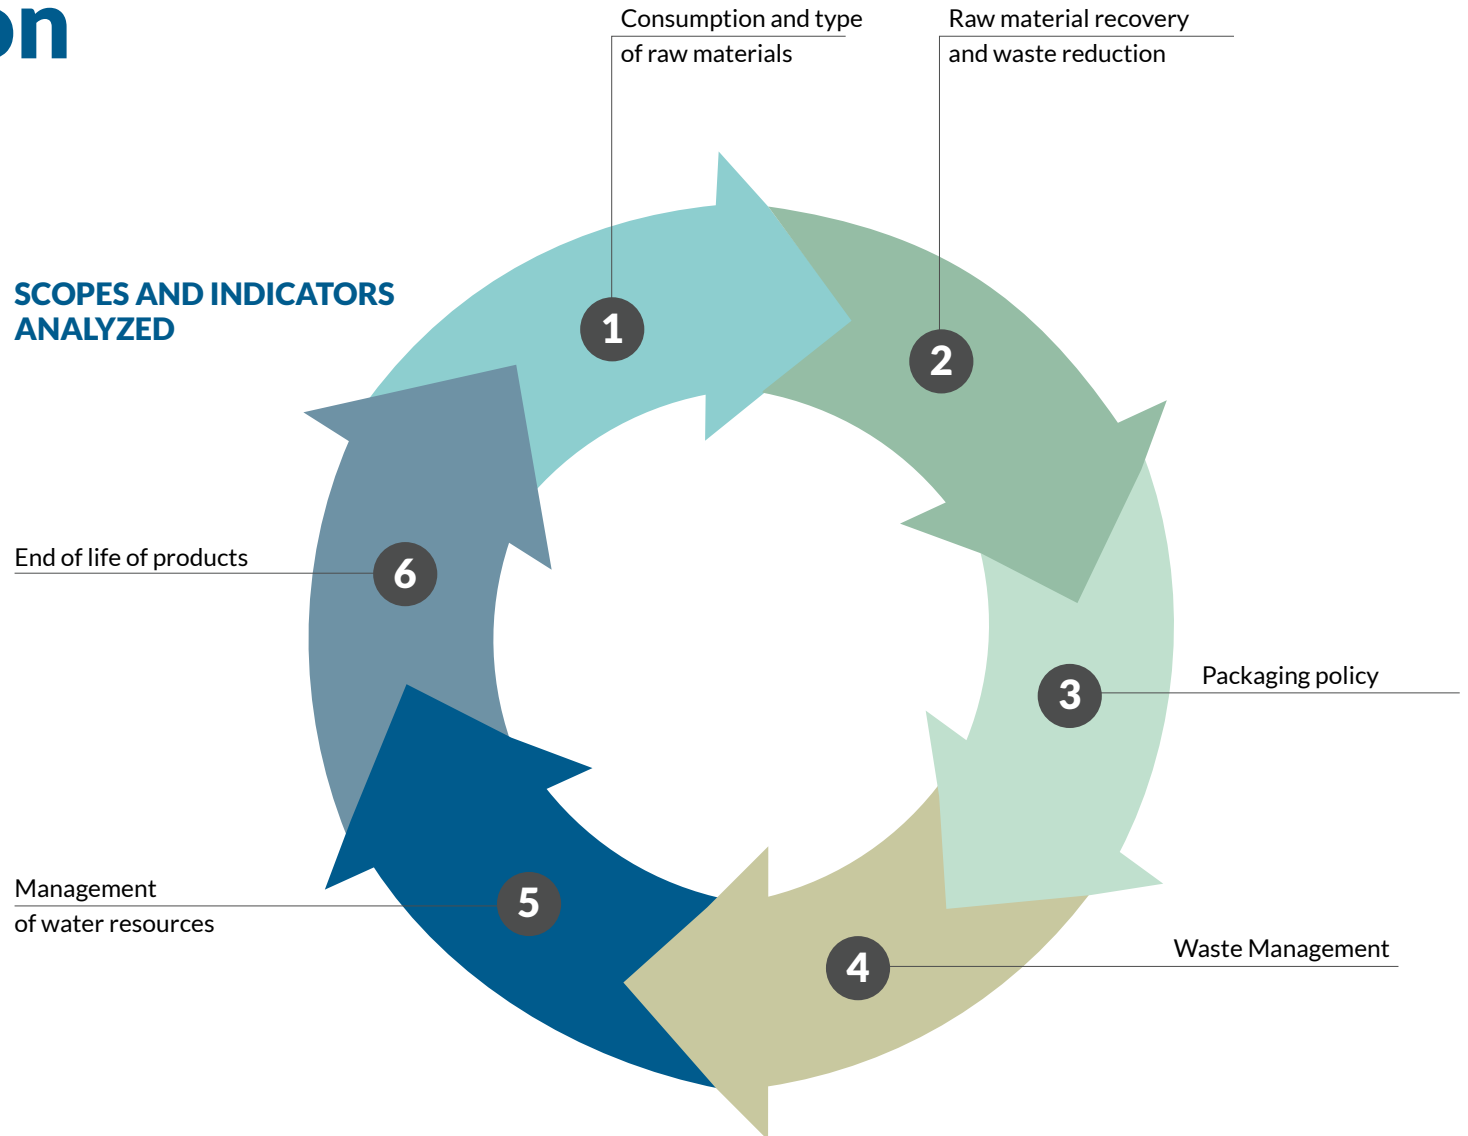 on
Consumption and type
of raw materials
Raw material recovery
and waste reduction
SCOPES AND INDICATORS
ANALYZED
1
2
End of life of products
6
Packaging policy
3
Management
of water resources
5
Waste Management
4